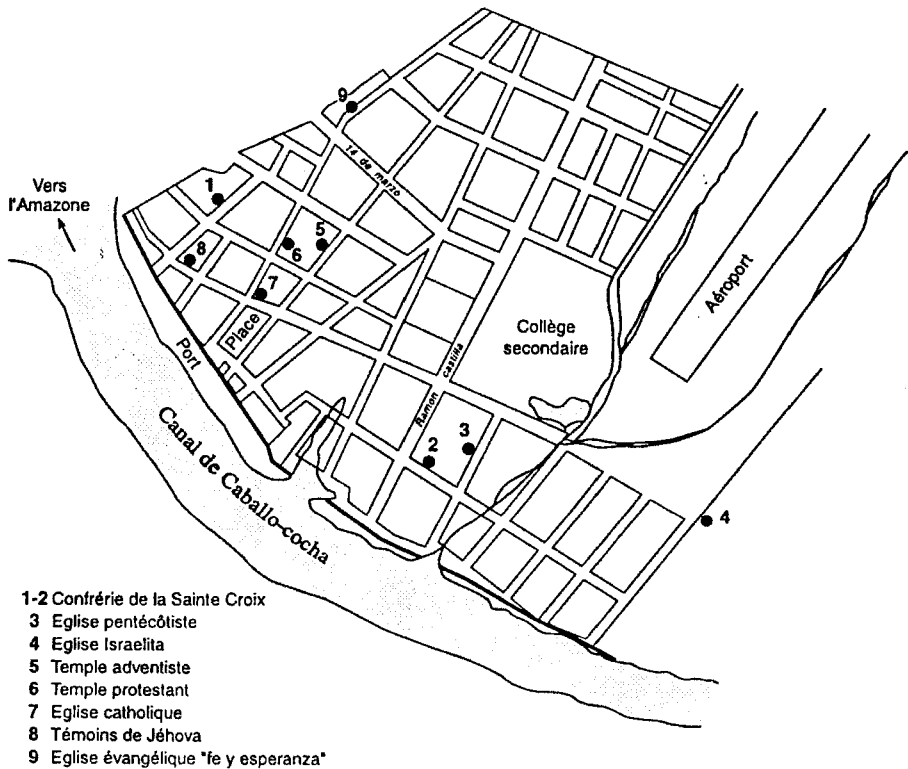 9
14 de marzo
Vers
l'Amazone
1
5
6
8
7
Place
Port
Aéroport
Collège
secondaire
Ramon castilla
2
3
4
Canal de Caballo-cocha
1-2 Confrérie de la Sainte Croix
3 Eglise pentécôtiste
4 Eglise Israelita
5 Temple adventiste
6 Temple protestant
7 Eglise catholique
8 Témoins de Jéhova
9 Eglise évangélique "fe y esperanza"